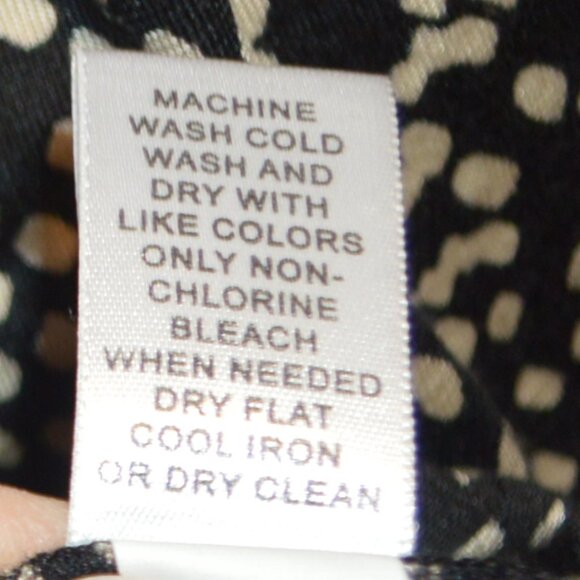 MACHINE
WASH COLD
WASH AND
DRY WITH
LIKE COLORS
ONLY NON-
CHLORINE
BLEACH
WHEN NEEDED
DRY FLAT
COOL IRON
OR DRY CLEAN